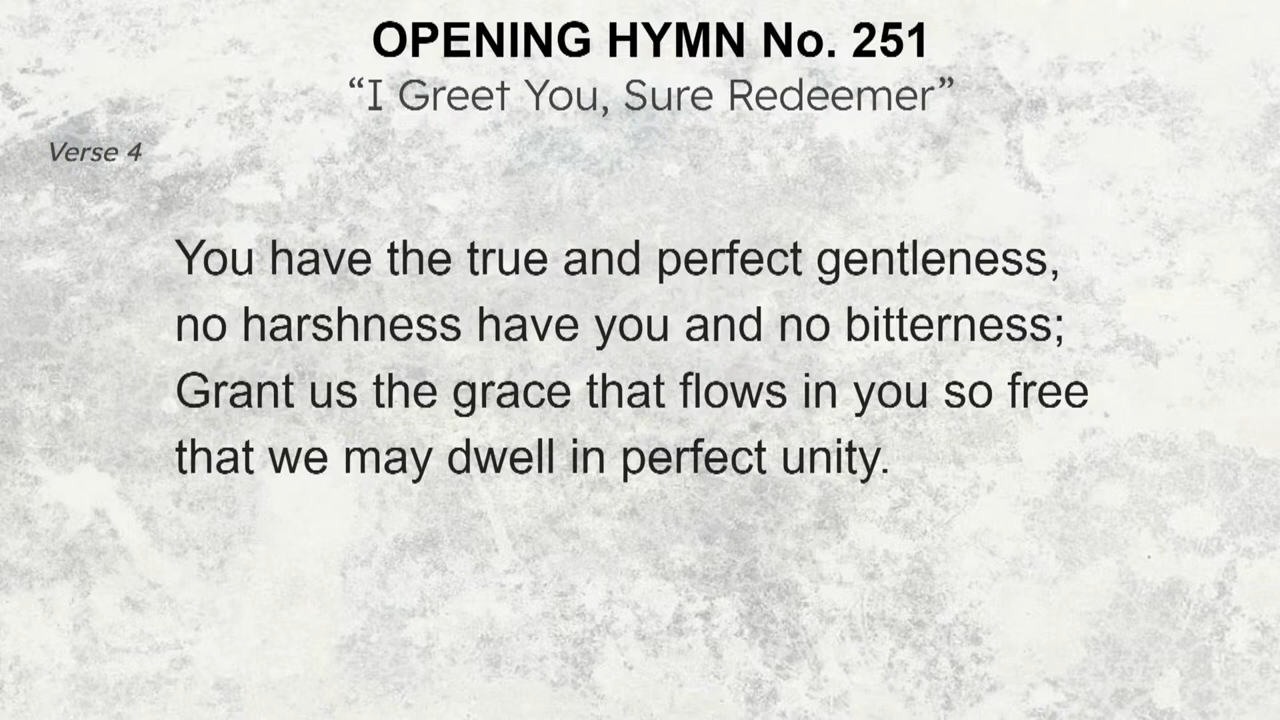 OPENING HYMN No. 251
“I Greet You, Sure Redeemer”
Verse 4
You have the true and perfect gentleness,
no harshness have you and no bitterness;
Grant us the grace that flows in you so free
that we may dwell in perfect unity.